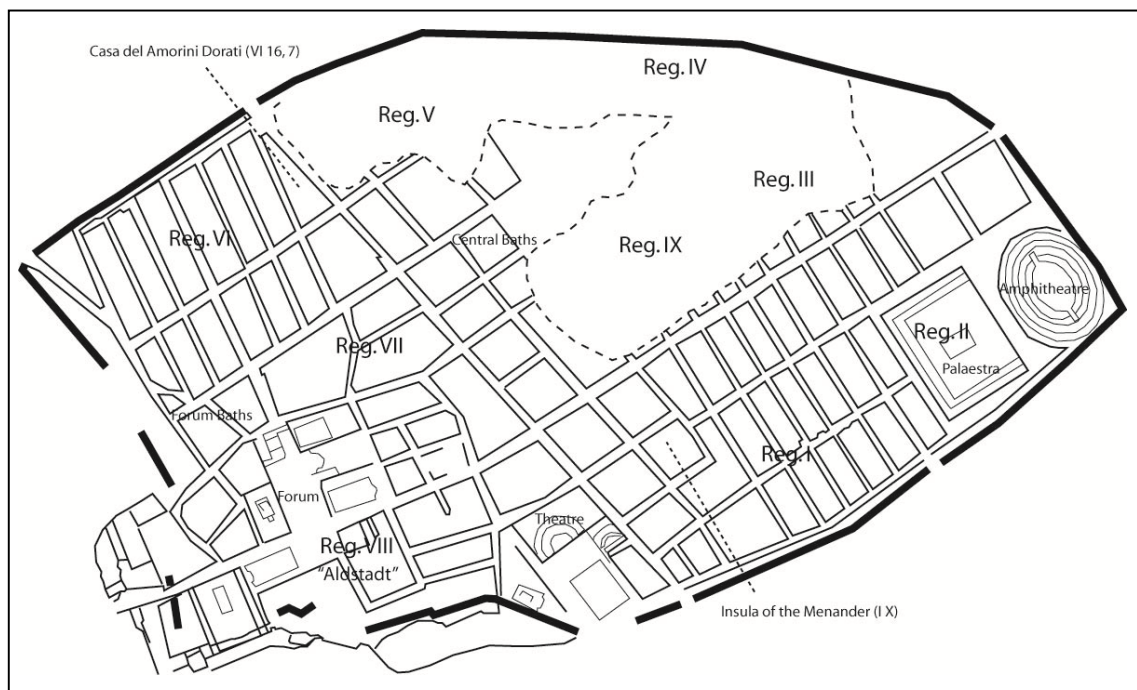 Casa del Amorini Dorati (VI 16, 7)
Reg. IV
Reg. V
Reg. III
Reg. VI
Central Baths
Reg. IX
Amphitheatre
Reg. II
Reg. VII
Palaestra
Forum Baths
Reg. I
Forum
Theatre
Reg. VIII
"Aldstadt"
Insula of the Menander (I X)